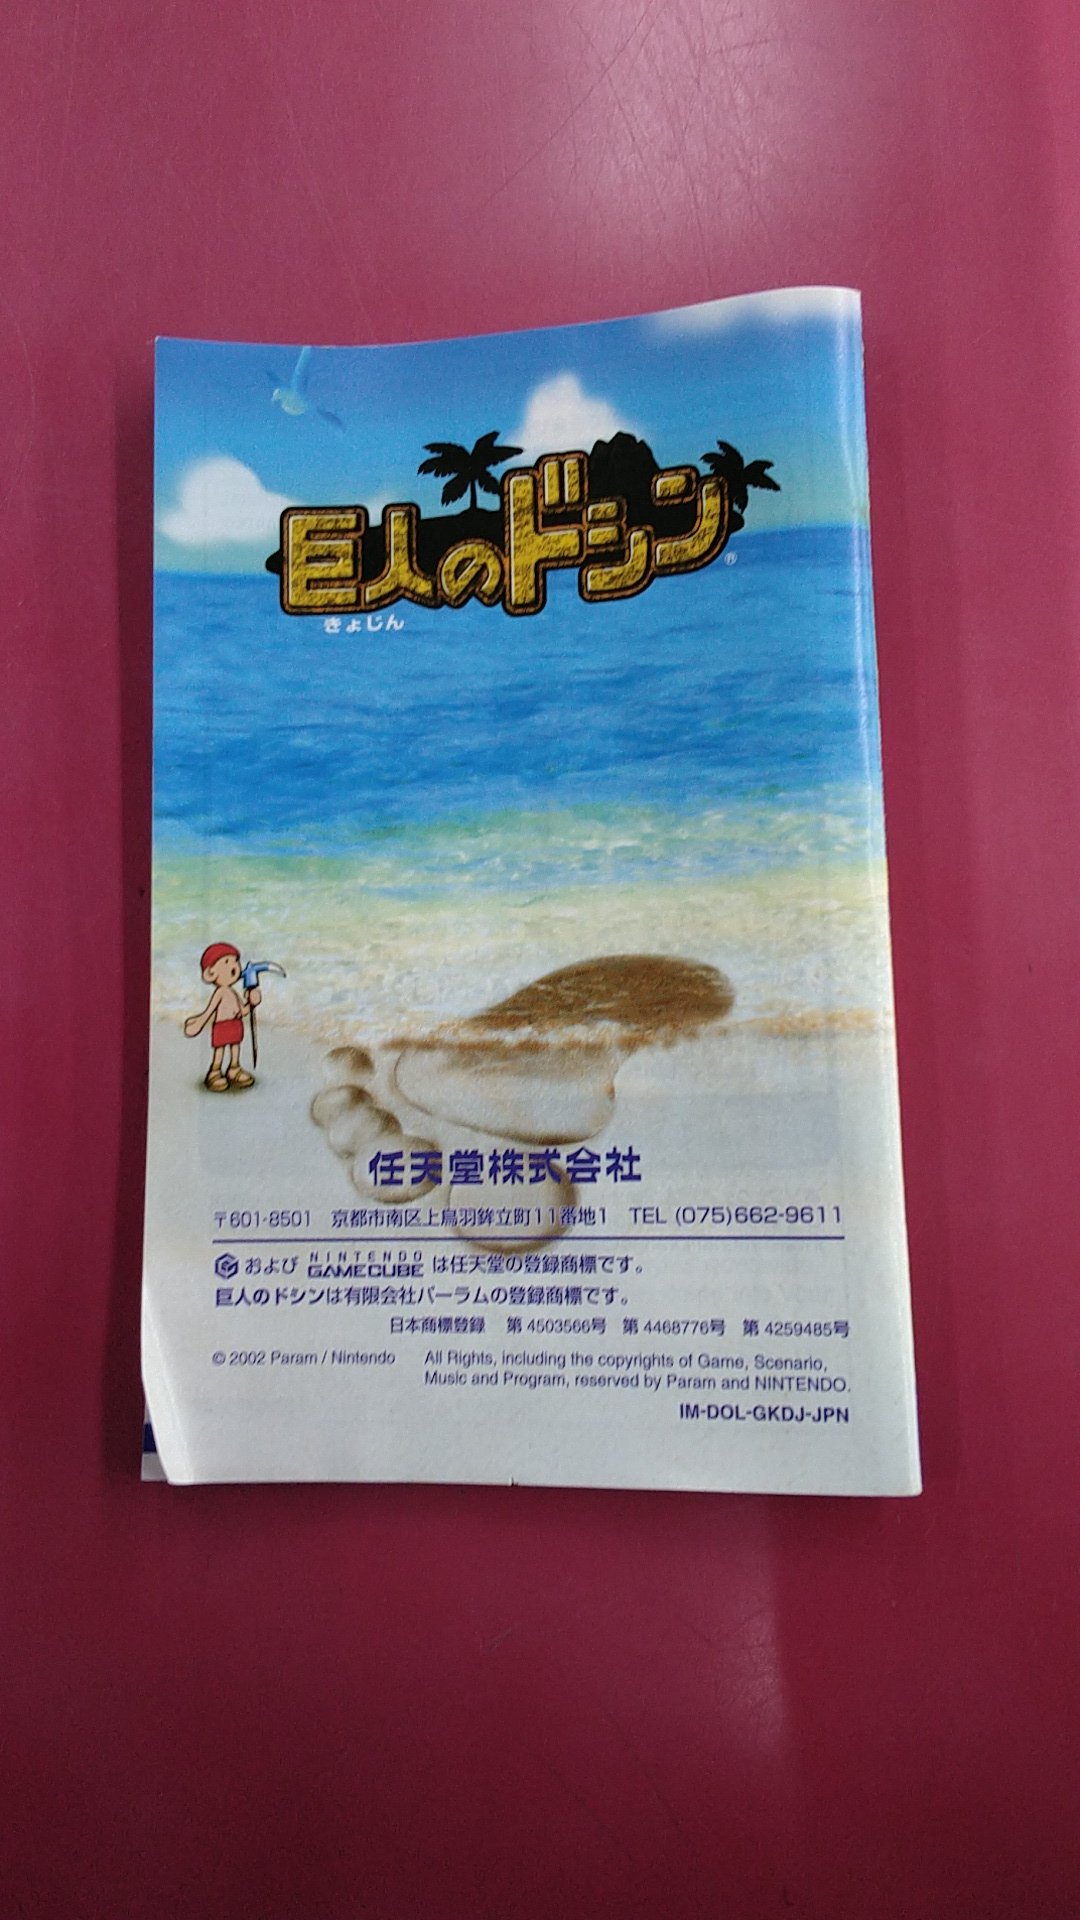 巨人のドシン®
きょじん
任天堂株式会社
〒601-8501 京都市南区上鳥羽鉾立町11番地1 TEL (075)662-9611
および NINTENDO GAMECUBE は任天堂の登録商標です。
巨人のドシンは有限会社パーラムの登録商標です。
日本商標登録 第4503566号 第4468776号 第4259485号
© 2002 Param / Nintendo All Rights, including the copyrights of Game, Scenario,
Music and Program, reserved by Param and NINTENDO.
IM-DOL-GKDJ-JPN